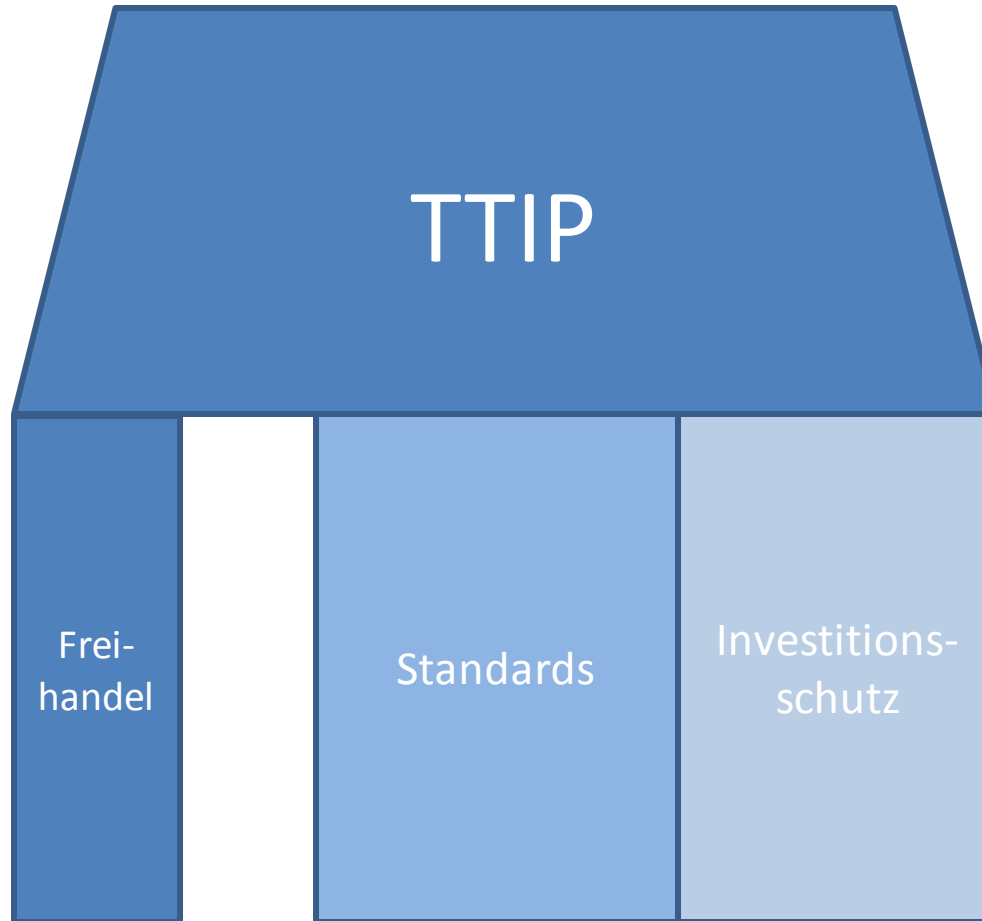 TTIP
Frei-
handel
Standards
Investitions-
schutz